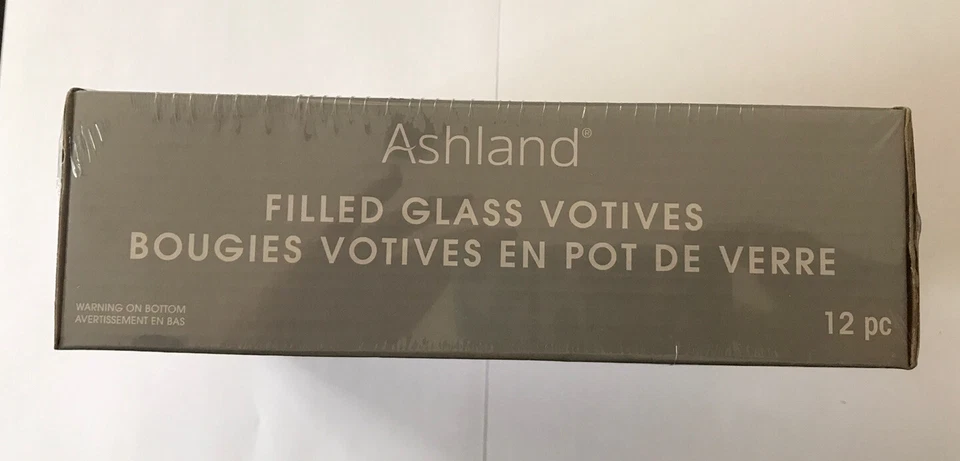 Ashland®
FILLED GLASS VOTIVES
BOUGIES VOTIVES EN POT DE VERRE
WARNING ON BOTTOM
AVERTISSEMENT EN BAS
12 pc